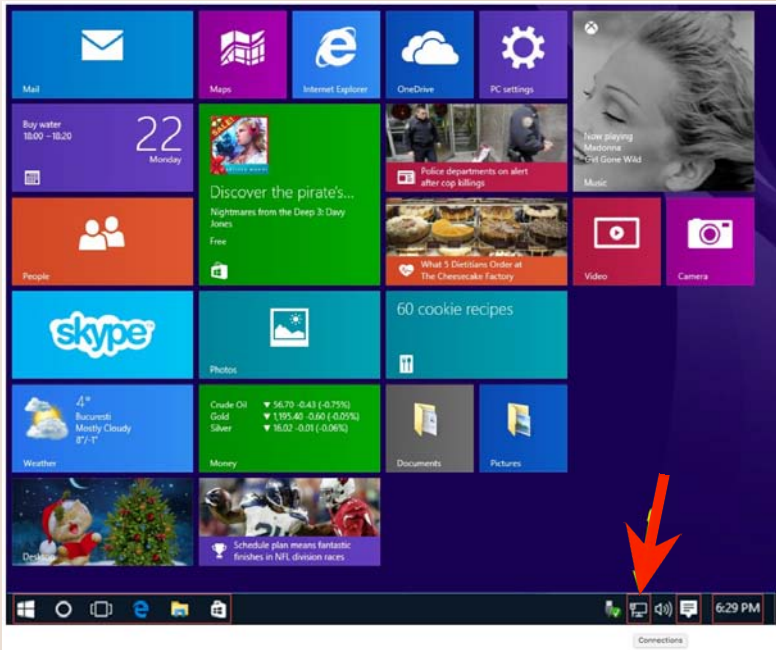 Mail
Maps
Internet Explorer
OneDrive
PC settings
Now playing
Madonna
Girl Gone Wild
Music
Buy water
18:00 – 18:20
22
Monday
SALE!
Discover the pirate's...
Nightmares from the Deep 3: Davy
Jones
Free
Police departments on alert
after cop killings
People
What 5 Dietitians Order at
The Cheesecake Factory
Video
Camera
skype
Photos
60 cookie recipes
4°
Bucuresti
Mostly Cloudy
8°/-1°
Weather
Crude Oil ▼ 56.70 -0.43 (-0.75%)
Gold ▼ 1,195.40 -0.60 (-0.05%)
Silver ▼ 16.02 -0.01 (-0.06%)
Money
Documents
Pictures
Desktop
Schedule plan means fantastic
finishes in NFL division races
6:29 PM
Connections